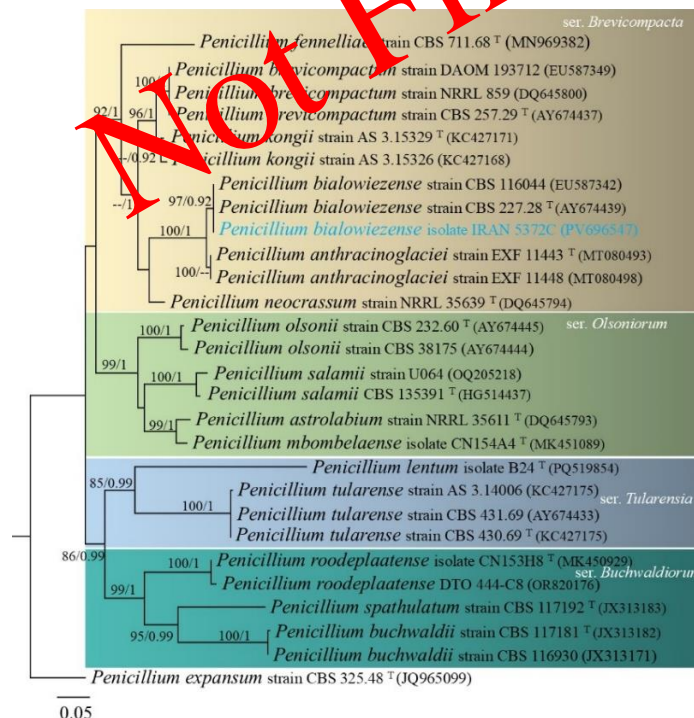 ser. Brevicompacta
Penicillium fennelliae strain CBS 711.68 T (MN969382)
100/1
Penicillium brevicompactum strain DAOM 193712 (EU587349)
Penicillium brevicompactum strain NRRL 859 (DQ645800)
92/1
96/1
Penicillium brevicompactum strain CBS 257.29 T (AY674437)
Penicillium kongii strain AS 3.15329 T (KC427171)
--/0.92
Penicillium kongii strain AS 3.15326 (KC427168)
Penicillium bialowiezense strain CBS 116044 (EU587342)
97/0.92
--/1
Penicillium bialowiezense strain CBS 227.28 T (AY674439)
Penicillium bialowiezense isolate IRAN 5372C (PV696547)
100/1
Penicillium anthracinoglaciei strain EXF 11443 T (MT080493)
100/--
Penicillium anthracinoglaciei strain EXF 11448 (MT080498)
Penicillium neocrassum strain NRRL 35639 T (DQ645794)
ser. Olsoniorum
100/1
Penicillium olsonii strain CBS 232.60 T (AY674445)
Penicillium olsonii strain CBS 38175 (AY674444)
99/1
100/1
Penicillium salamii strain U064 (OQ205218)
Penicillium salamii CBS 135391 T (HG514437)
Penicillium astrolabium strain NRRL 35611 T (DQ645793)
99/1
Penicillium mbombelaense isolate CN154A4 T (MK451089)
Penicillium lentum isolate B24 T (PQ519854)
85/0.99
Penicillium tularense strain AS 3.14006 (KC427175)
ser. Tularensia
100/1
Penicillium tularense strain CBS 431.69 (AY674433)
Penicillium tularense strain CBS 430.69 T (KC427175)
86/0.99
100/1
Penicillium roodeplaatense isolate CN153H8 T (MK450929)
ser. Buchwaldiorum
Penicillium roodeplaatense DTO 444-C8 (OR820176)
99/1
Penicillium spathulatum strain CBS 117192 T (JX313183)
95/0.99
100/1
Penicillium buchwaldii strain CBS 117181 T (JX313182)
Penicillium buchwaldii strain CBS 116930 (JX313171)
Penicillium expansum strain CBS 325.48 T (JQ965099)
0.05
Not